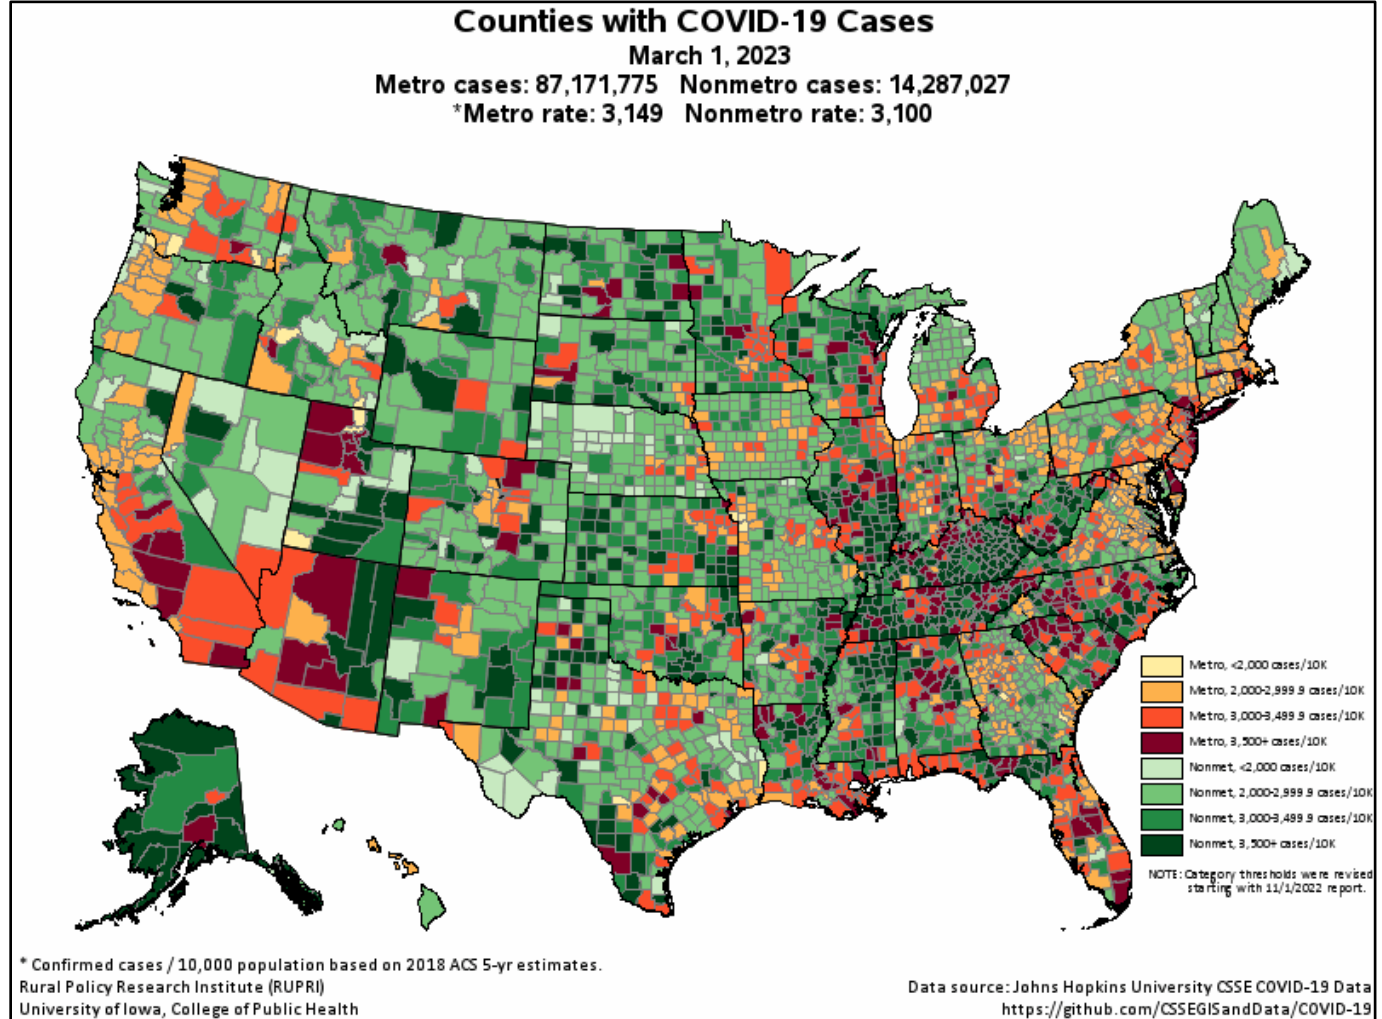 Counties with COVID-19 Cases
March 1, 2023
Metro cases: 87,171,775 Nonmetro cases: 14,287,027
*Metro rate: 3,149 Nonmetro rate: 3,100
Metro, <2,000 cases/10K
Metro, 2,000-2,999.9 cases/10K
Metro, 3,000-3,499.9 cases/10K
Metro, 3,500+ cases/10K
Nonmet, <2,000 cases/10K
Nonmet, 2,000-2,999.9 cases/10K
Nonmet, 3,000-3,499.9 cases/10K
Nonmet, 3,500+ cases/10K
NOTE: Category thresholds were revised
starting with 11/1/2022 report.
* Confirmed cases / 10,000 population based on 2018 ACS 5-yr estimates.
Rural Policy Research Institute (RUPRI)
University of Iowa, College of Public Health
Data source: Johns Hopkins University CSSE COVID-19 Data
https://github.com/CSSEGISandData/COVID-19